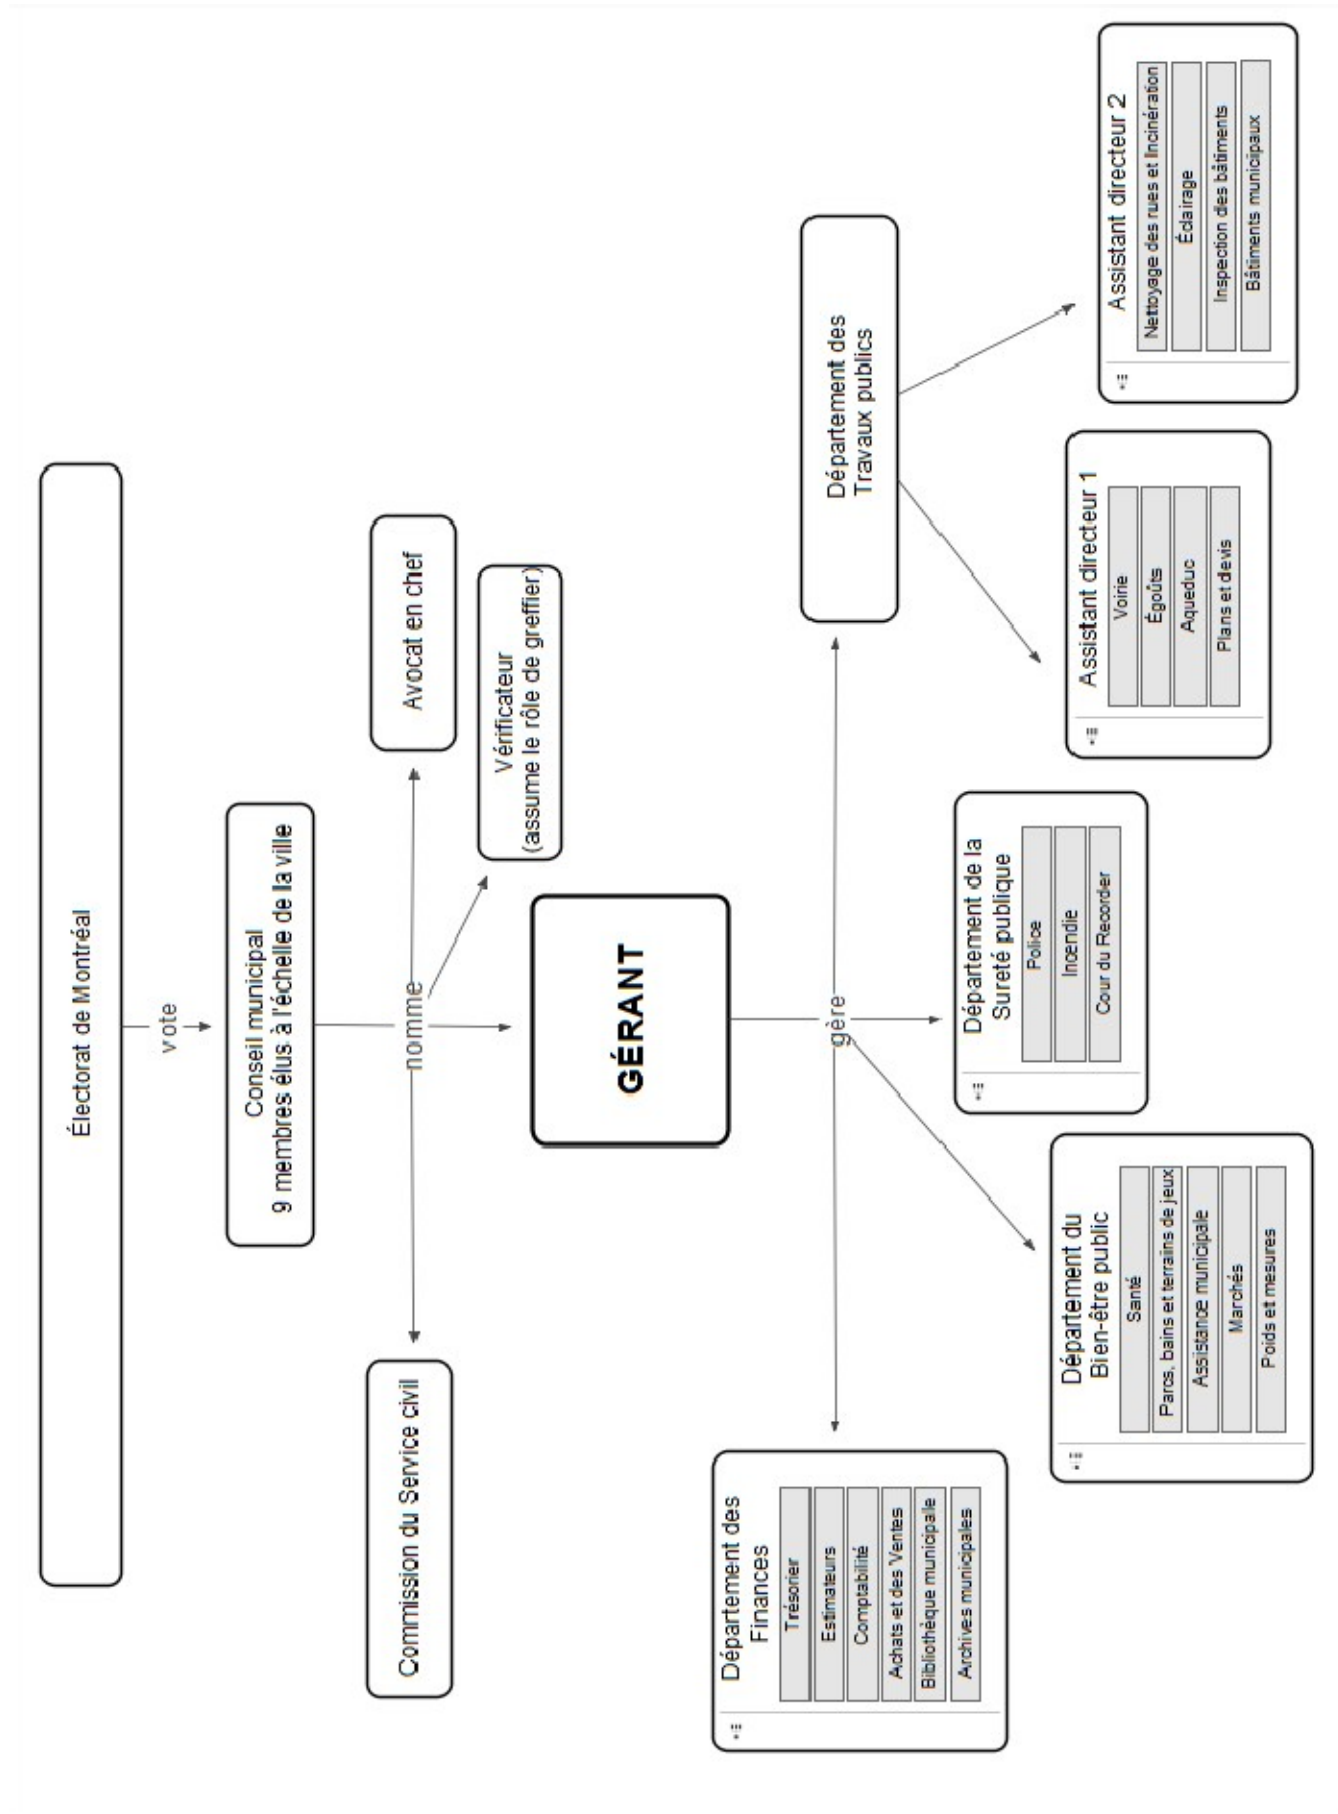 Électorat de Montréal
vote
Conseil municipal
9 membres élus à l'échelle de la ville
nomme
Commission du Service civil
Avocat en chef
Vérificateur
(assume le rôle de greffier)
GÉRANT
gère
Département des
Finances
Trésorier
Estimateurs
Comptabilité
Achats et des Ventes
Bibliothèque municipale
Archives municipales
Département du
Bien-être public
Santé
Parcs, bains et terrains de jeux
Assistance municipale
Marchés
Poids et mesures
Département de la
Sureté publique
Police
Incendie
Cour du Recorder
Département des
Travaux publics
Assistant directeur 1
Voirie
Égoûts
Aqueduc
Plans et devis
Assistant directeur 2
Nettoyage des rues et Incinération
Éclairage
Inspection des bâtiments
Bâtiments municipaux